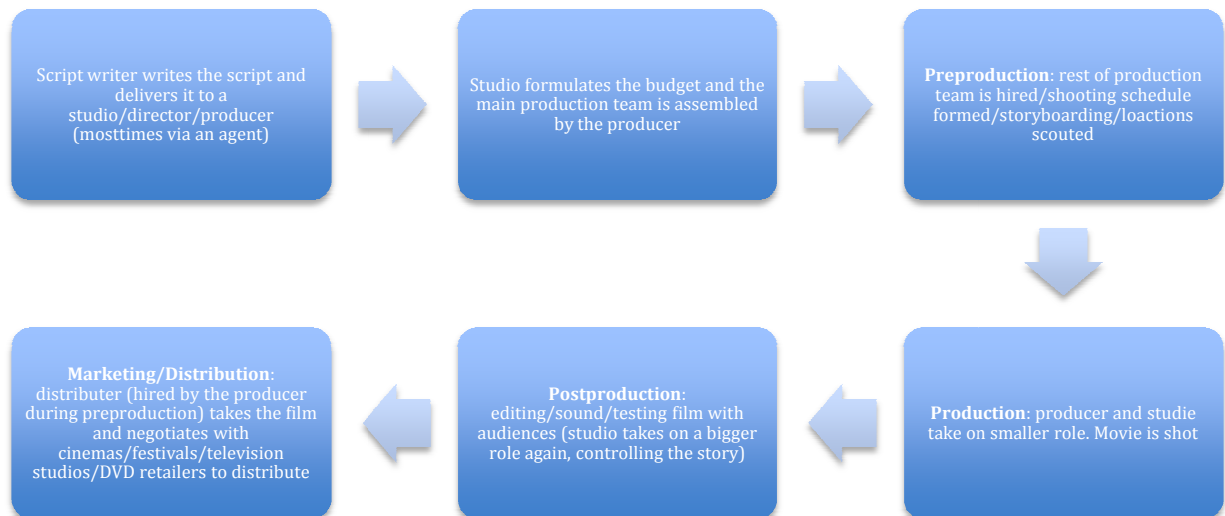 Script writer writes the script and
delivers it to a
studio/director/producer
(mosttimes via an agent)
Studio formulates the budget and the
main production team is assembled
by the producer
Preproduction: rest of production
team is hired/shooting schedule
formed/storyboarding/loactions
scouted
Production: producer and studie
take on smaller role. Movie is shot
Postproduction:
editing/sound/testing film with
audiences (studio takes on a bigger
role again, controlling the story)
Marketing/Distribution:
distributer (hired by the producer
during preproduction) takes the film
and negotiates with
cinemas/festivals/television
studios/DVD retailers to distribute